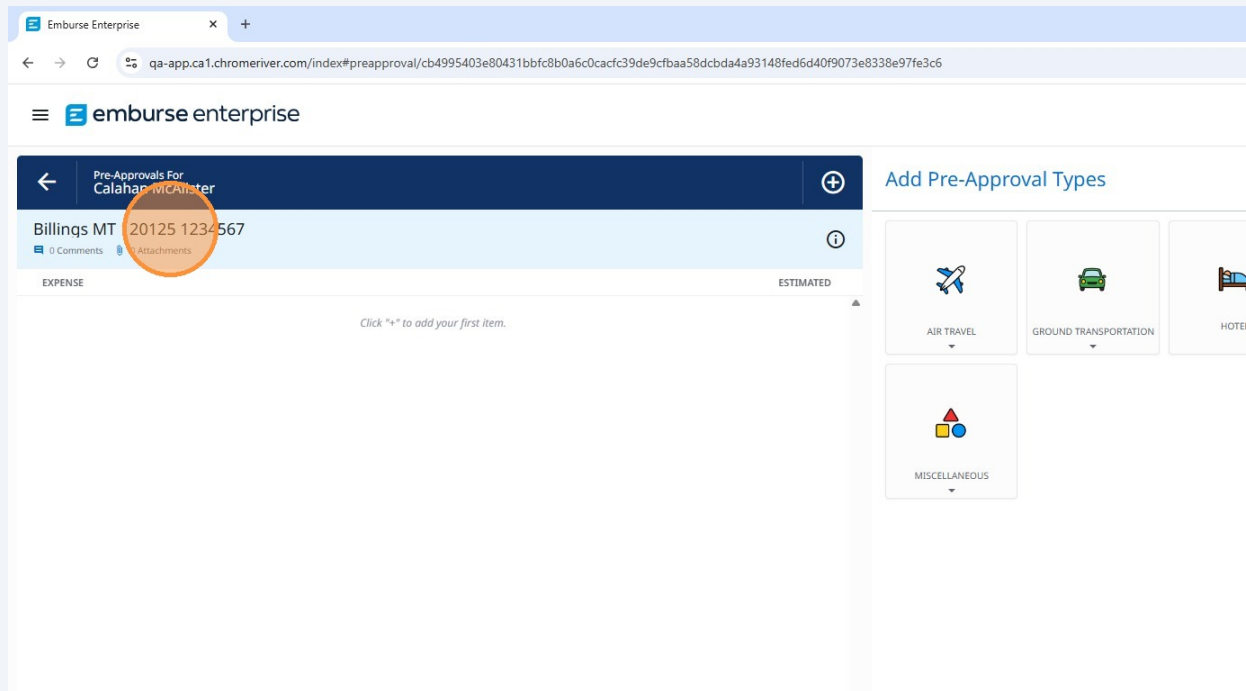 Emburse Enterprise
qa-app.ca1.chromeriver.com/index#preapproval/cb4995403e80431bbfc8b0a6c0cacfc39de9cfbaa58dcbda4a93148fed6d40f9073e8338e97fe3c6
emburse enterprise
Pre-Approvals For
Calahan McAlister
Billings MT 20125 1234567
0 Comments 0 Attachments
EXPENSE ESTIMATED
Click "+" to add your first item.
Add Pre-Approval Types
AIR TRAVEL
GROUND TRANSPORTATION
HOTE
MISCELLANEOUS